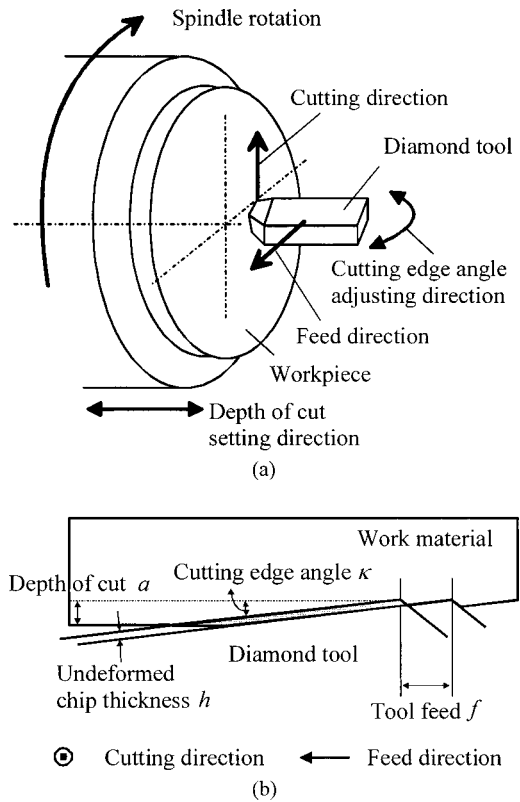 Spindle rotation
Cutting direction
Diamond tool
Cutting edge angle
adjusting direction
Feed direction
Workpiece
Depth of cut
setting direction
(a)
Work material
Depth of cut a
Cutting edge angle κ
Diamond tool
Undeformed
chip thickness h
Tool feed f
Cutting direction
Feed direction
(b)